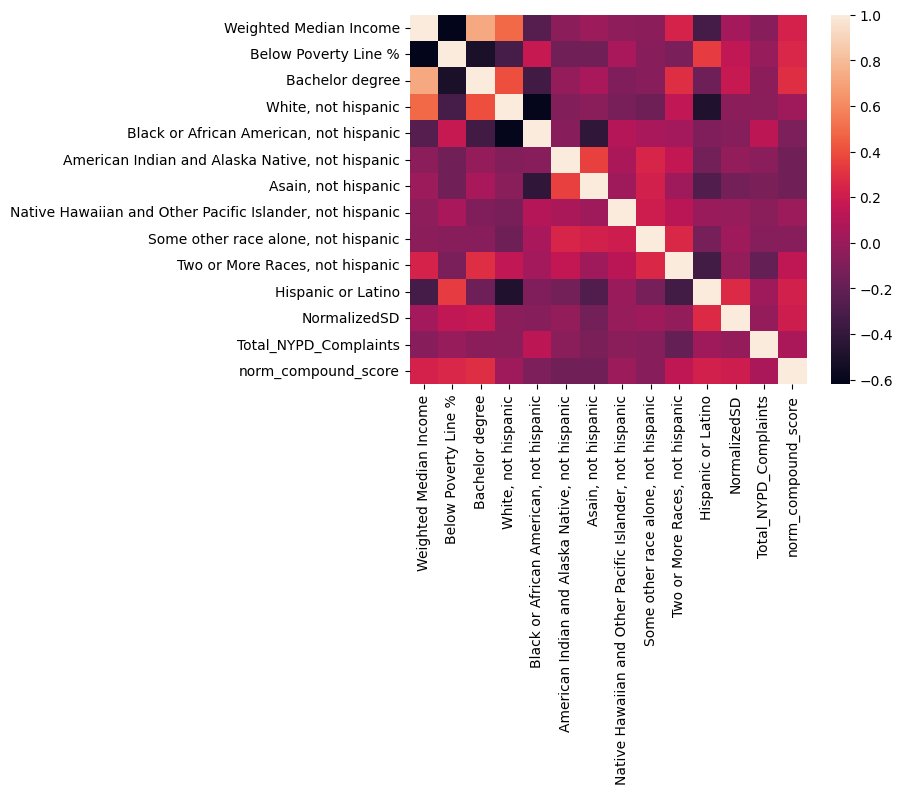 Weighted Median Income
Below Poverty Line %
Bachelor degree
White, not hispanic
Black or African American, not hispanic
American Indian and Alaska Native, not hispanic
Asain, not hispanic
Native Hawaiian and Other Pacific Islander, not hispanic
Some other race alone, not hispanic
Two or More Races, not hispanic
Hispanic or Latino
NormalizedSD
Total_NYPD_Complaints
norm_compound_score
Weighted Median Income
Below Poverty Line %
Bachelor degree
White, not hispanic
Black or African American, not hispanic
American Indian and Alaska Native, not hispanic
Asain, not hispanic
Native Hawaiian and Other Pacific Islander, not hispanic
Some other race alone, not hispanic
Two or More Races, not hispanic
Hispanic or Latino
NormalizedSD
Total_NYPD_Complaints
norm_compound_score
1.0
0.8
0.6
0.4
0.2
0.0
−0.2
−0.4
−0.6